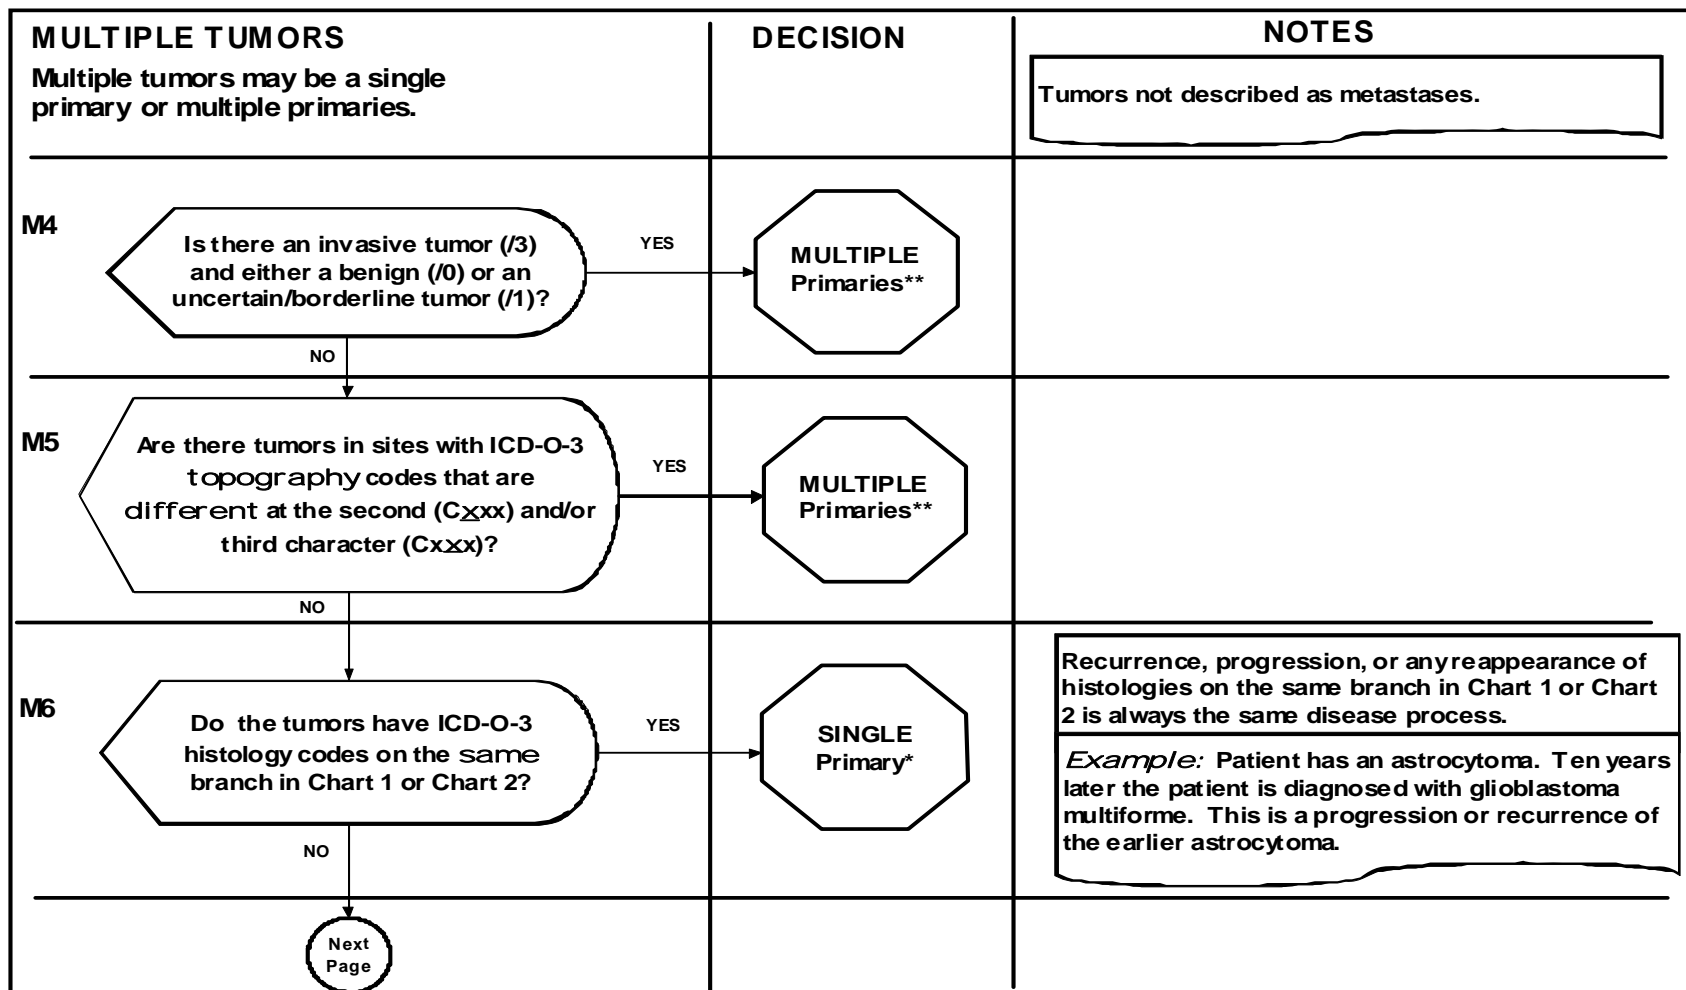 MULTIPLE TUMORS
Multiple tumors may be a single
primary or multiple primaries.
DECISION
NOTES
Tumors not described as metastases.
M4
Is there an invasive tumor (/3)
and either a benign (/0) or an
uncertain/borderline tumor (/1)?
YES
MULTIPLE
Primaries**
NO
M5
Are there tumors in sites with ICD-O-3
topography codes that are
different at the second (Cxxx) and/or
third character (Cxxx)?
YES
MULTIPLE
Primaries**
NO
M6
Do the tumors have ICD-O-3
histology codes on the same
branch in Chart 1 or Chart 2?
YES
SINGLE
Primary*
Recurrence, progression, or any reappearance of
histologies on the same branch in Chart 1 or Chart
2 is always the same disease process.
Example: Patient has an astrocytoma. Ten years
later the patient is diagnosed with glioblastoma
multiforme. This is a progression or recurrence of
the earlier astrocytoma.
NO
Next
Page